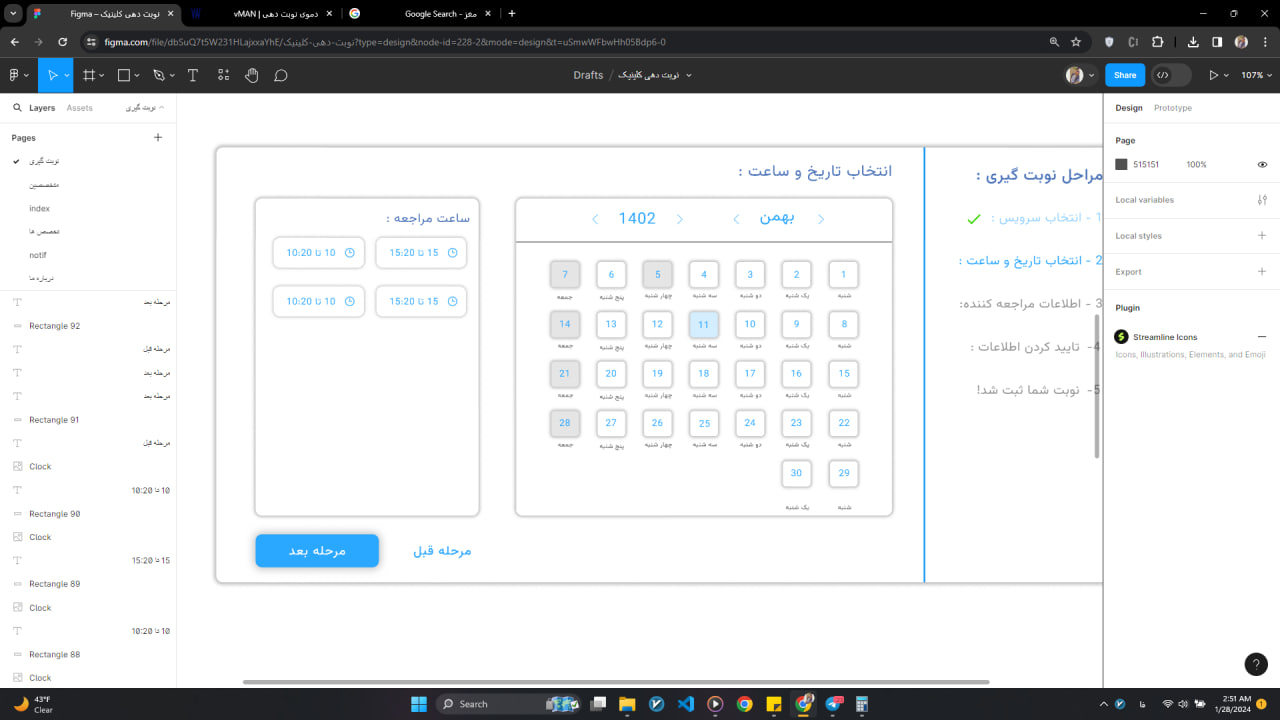 نوبت دهی کلینیک - Figma
دموی نوبت دهی | vMAN
مغز - Google Search
figma.com/file/dbSuQ7t5W231HLajxxaYhE/نوبت-دهی-کلینیک?type=design&node-id=228-2&mode=design&t=uSmwWFbwHh05Bdp6-0
Drafts / نوبت دهی کلینیک
Share
107%
Layers
Assets
نوبت گیری
Pages
نوبت گیری
متخصصین
index
تخصص ها
notif
درباره ما
مرحله بعد
Rectangle 92
مرحله قبل
مرحله بعد
مرحله بعد
Rectangle 91
مرحله قبل
Clock
10 تا 10:20
Rectangle 90
Clock
15 تا 15:20
Rectangle 89
Clock
10 تا 10:20
Rectangle 88
Clock
مراحل نوبت گیری :
1 - انتخاب سرویس :
2 - انتخاب تاریخ و ساعت :
3 - اطلاعات مراجعه کننده:
4- تایید کردن اطلاعات :
5- نوبت شما ثبت شد!
انتخاب تاریخ و ساعت :
بهمن
1402
1 2 3 4 5 6 7
شنبه یک شنبه دو شنبه سه شنبه چهار شنبه پنج شنبه جمعه
8 9 10 11 12 13 14
شنبه یک شنبه دو شنبه سه شنبه چهار شنبه پنج شنبه جمعه
15 16 17 18 19 20 21
شنبه یک شنبه دو شنبه سه شنبه چهار شنبه پنج شنبه جمعه
22 23 24 25 26 27 28
شنبه یک شنبه دو شنبه سه شنبه چهار شنبه پنج شنبه جمعه
29 30
شنبه یک شنبه
ساعت مراجعه :
15 تا 15:20
10 تا 10:20
15 تا 15:20
10 تا 10:20
مرحله قبل
مرحله بعد
Design
Prototype
Page
515151
100%
Local variables
Local styles
Export
Plugin
Streamline Icons
Icons, Illustrations, Elements, and Emoji
?
43°F
Clear
Search
فا
2:51 AM
1/28/2024